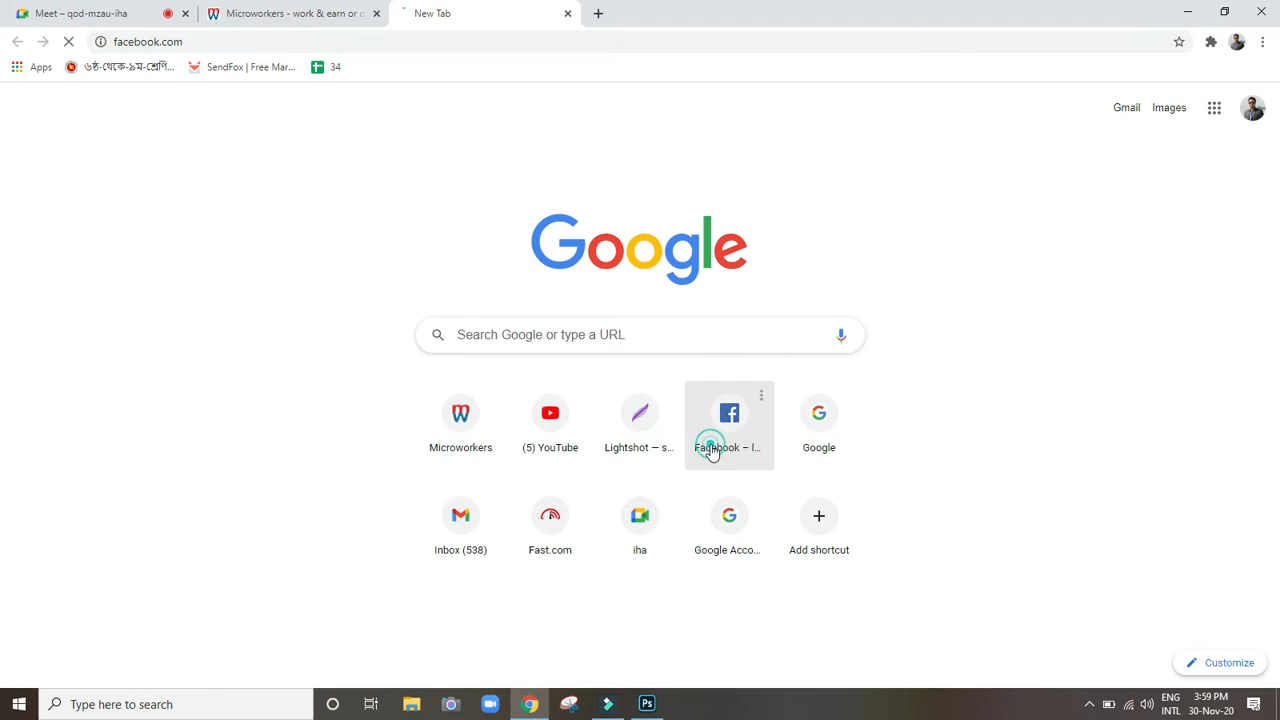 Meet – qod-mzau-iha
Microworkers - work & earn or o
New Tab
facebook.com
Apps
৬ষ্ঠ-থেকে-৯ম-শ্রেণি...
SendFox | Free Mar...
34
Gmail
Images
Google
Search Google or type a URL
Microworkers
(5) YouTube
Lightshot — s...
Facebook – l...
Google
Inbox (538)
Fast.com
iha
Google Acco...
Add shortcut
Customize
Type here to search
Ps
ENG
INTL
3:59 PM
30-Nov-20